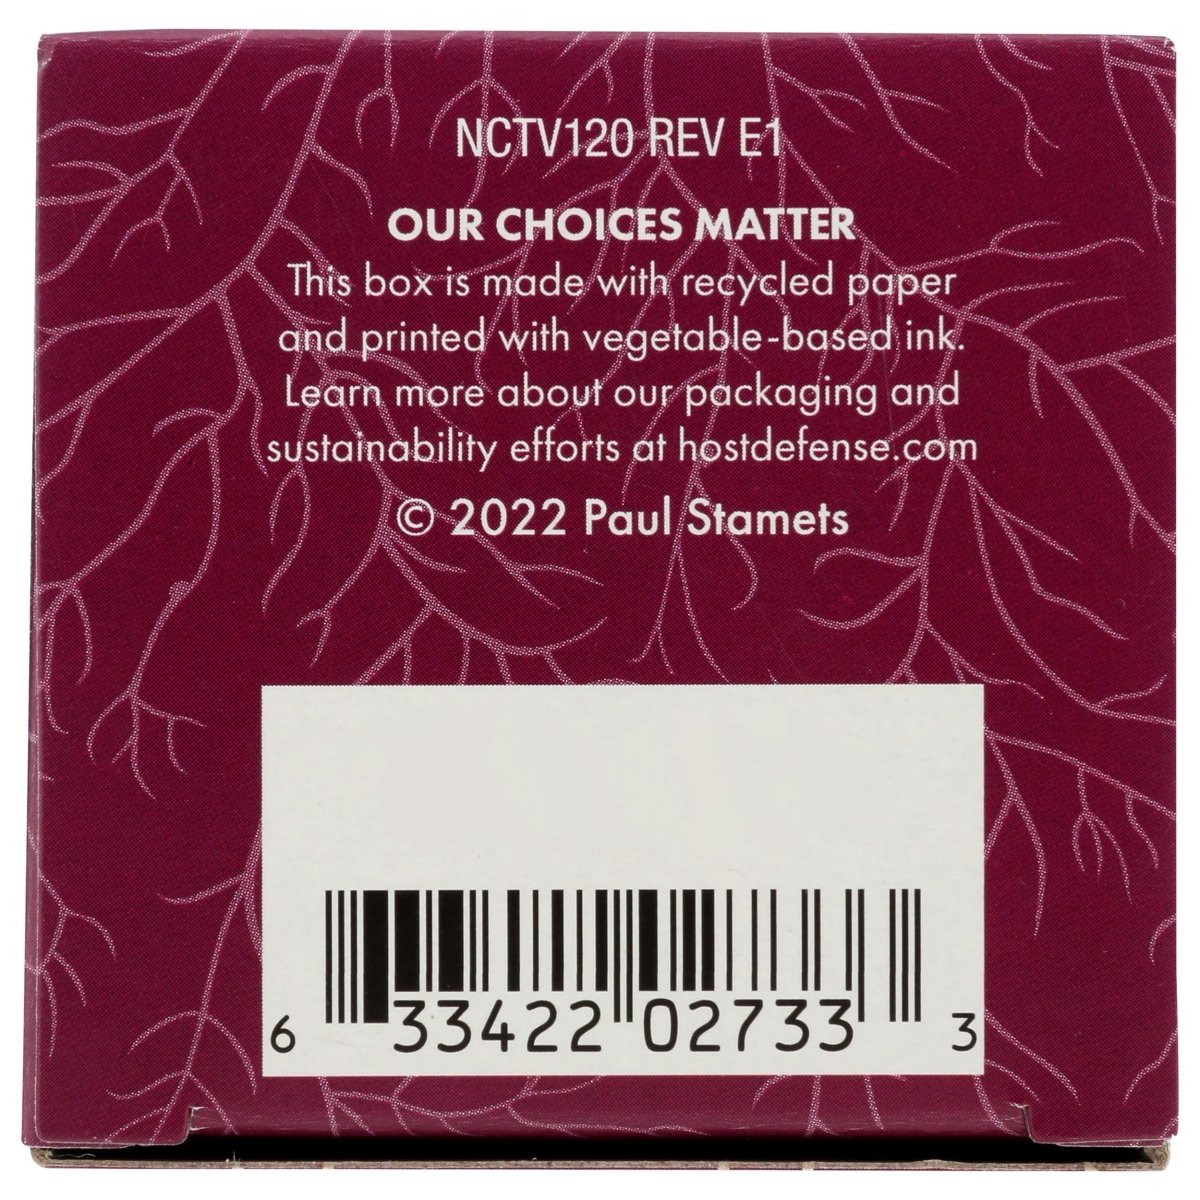 NCTV120 REV E1
OUR CHOICES MATTER
This box is made with recycled paper
and printed with vegetable-based ink.
Learn more about our packaging and
sustainability efforts at hostdefense.com
© 2022 Paul Stamets
6 33422 02733 3